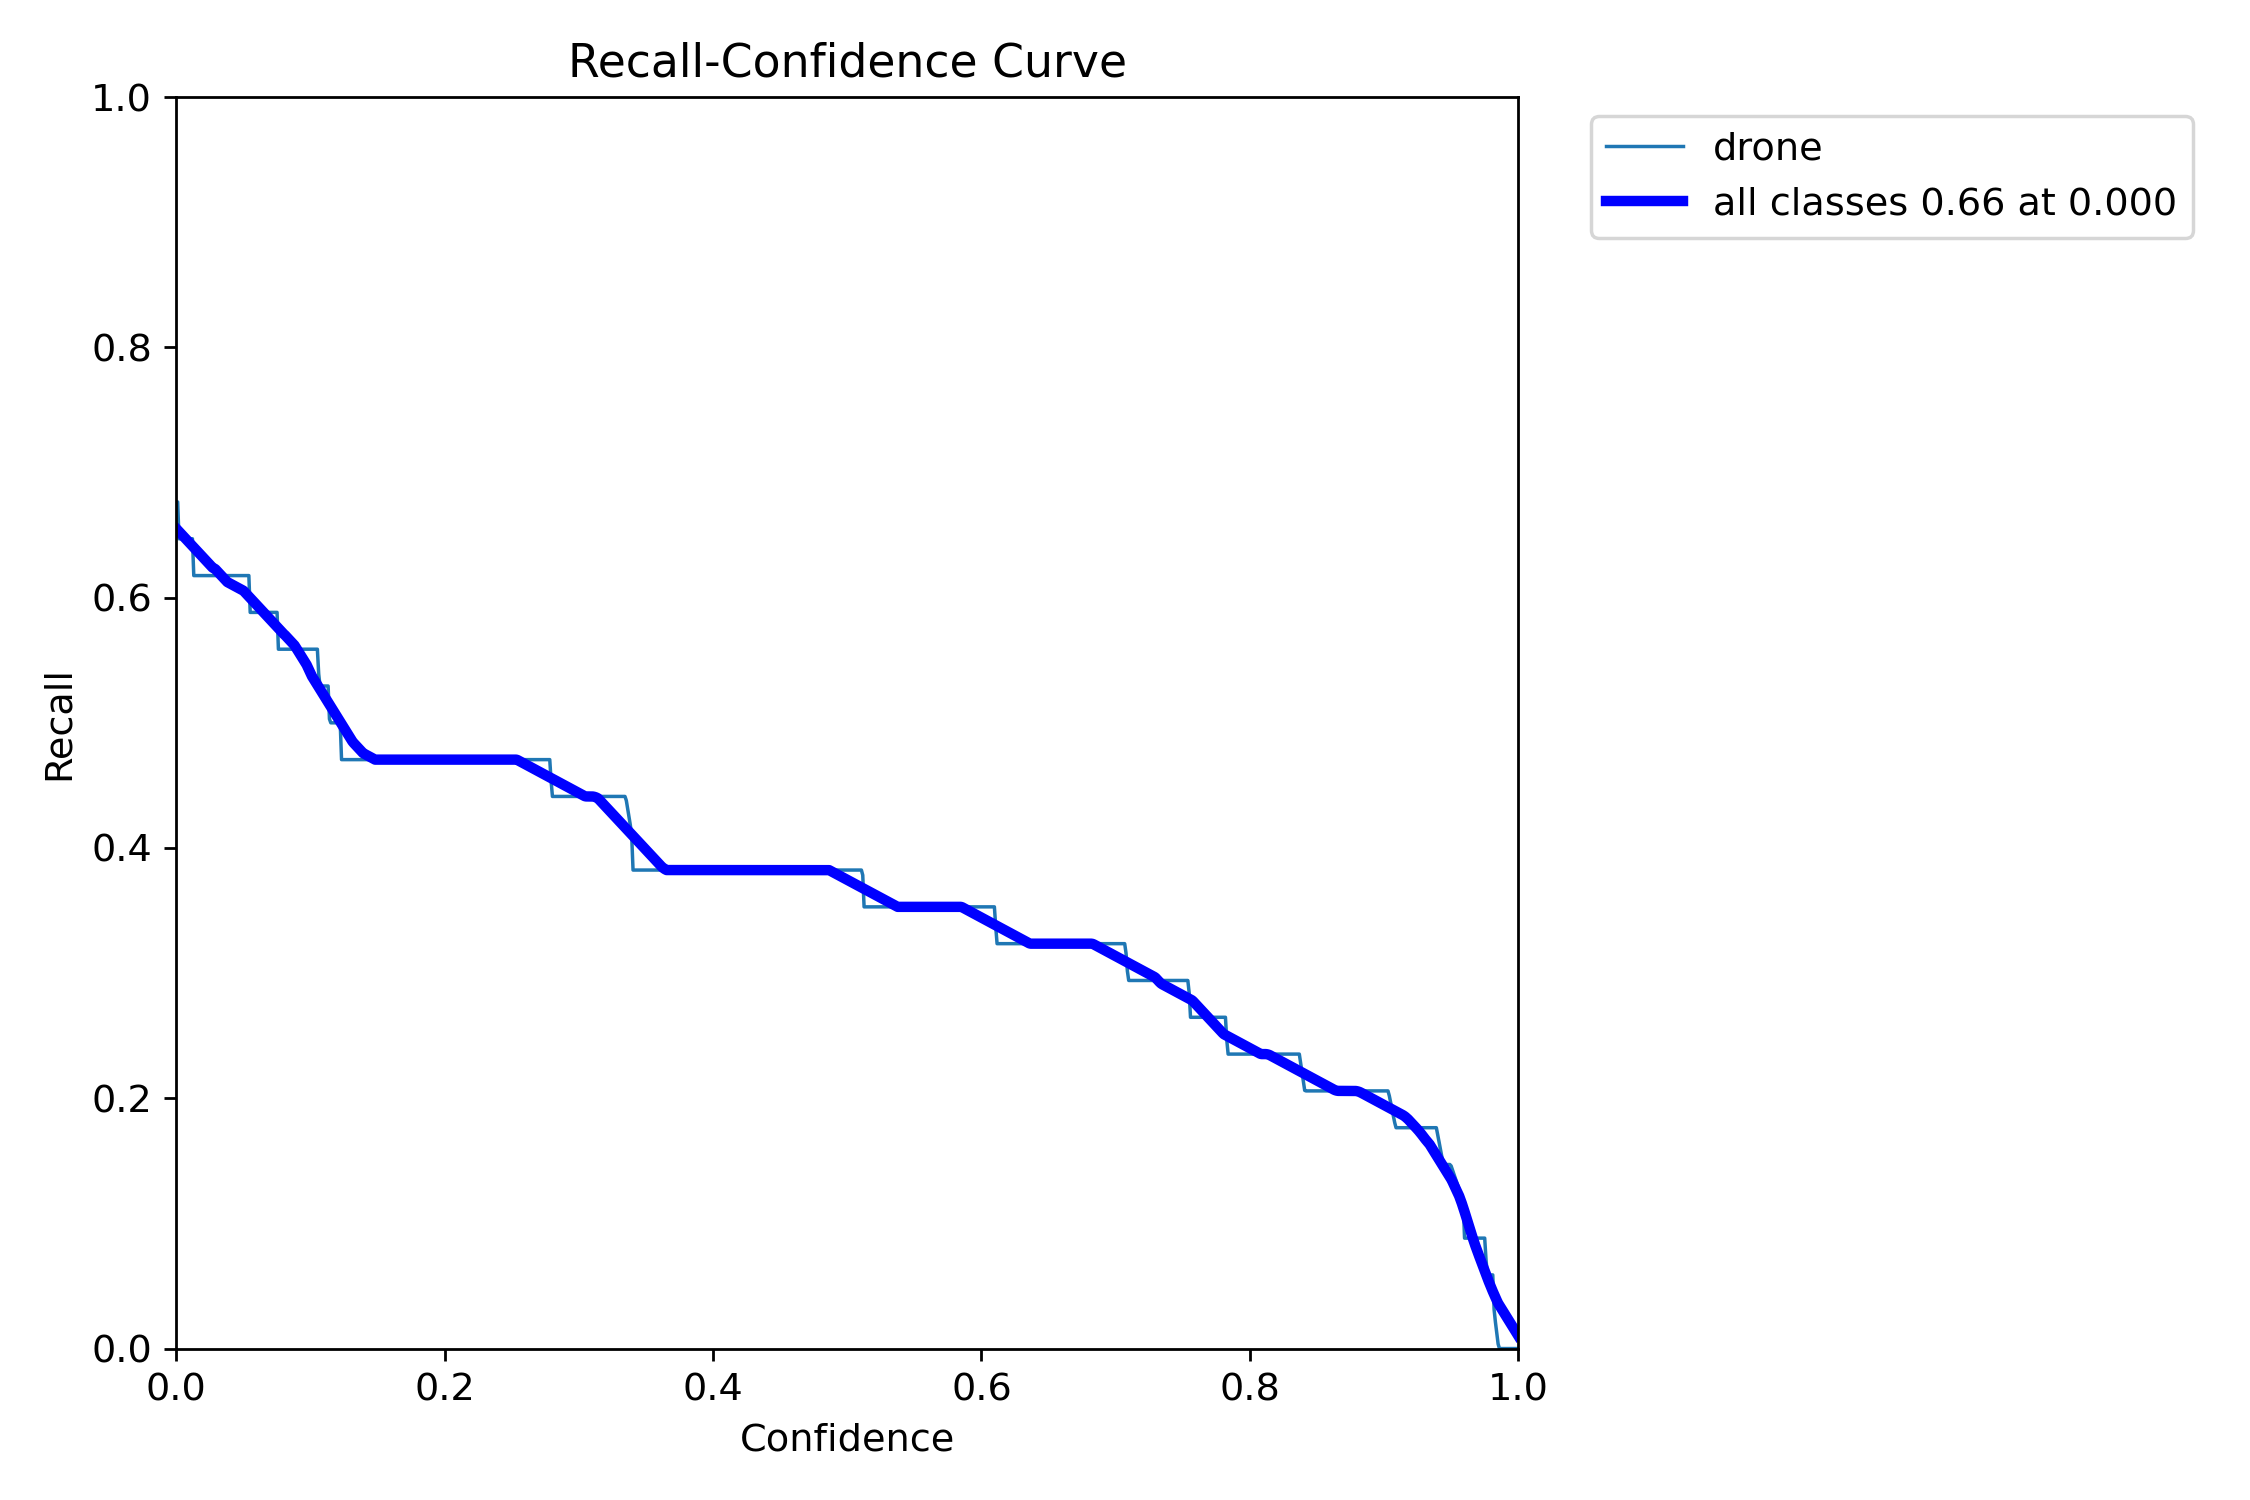 Recall-Confidence Curve
1.0
0.8
0.6
0.4
0.2
0.0
Recall
0.0 0.2 0.4 0.6 0.8 1.0
Confidence
drone
all classes 0.66 at 0.000